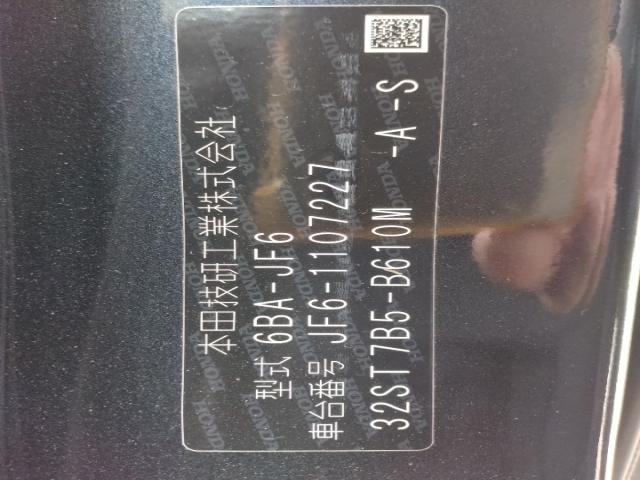 本田技研工業株式会社
型式 6BA-JF6
車台番号 JF6-1107227
32ST7B5-B610M -A-S